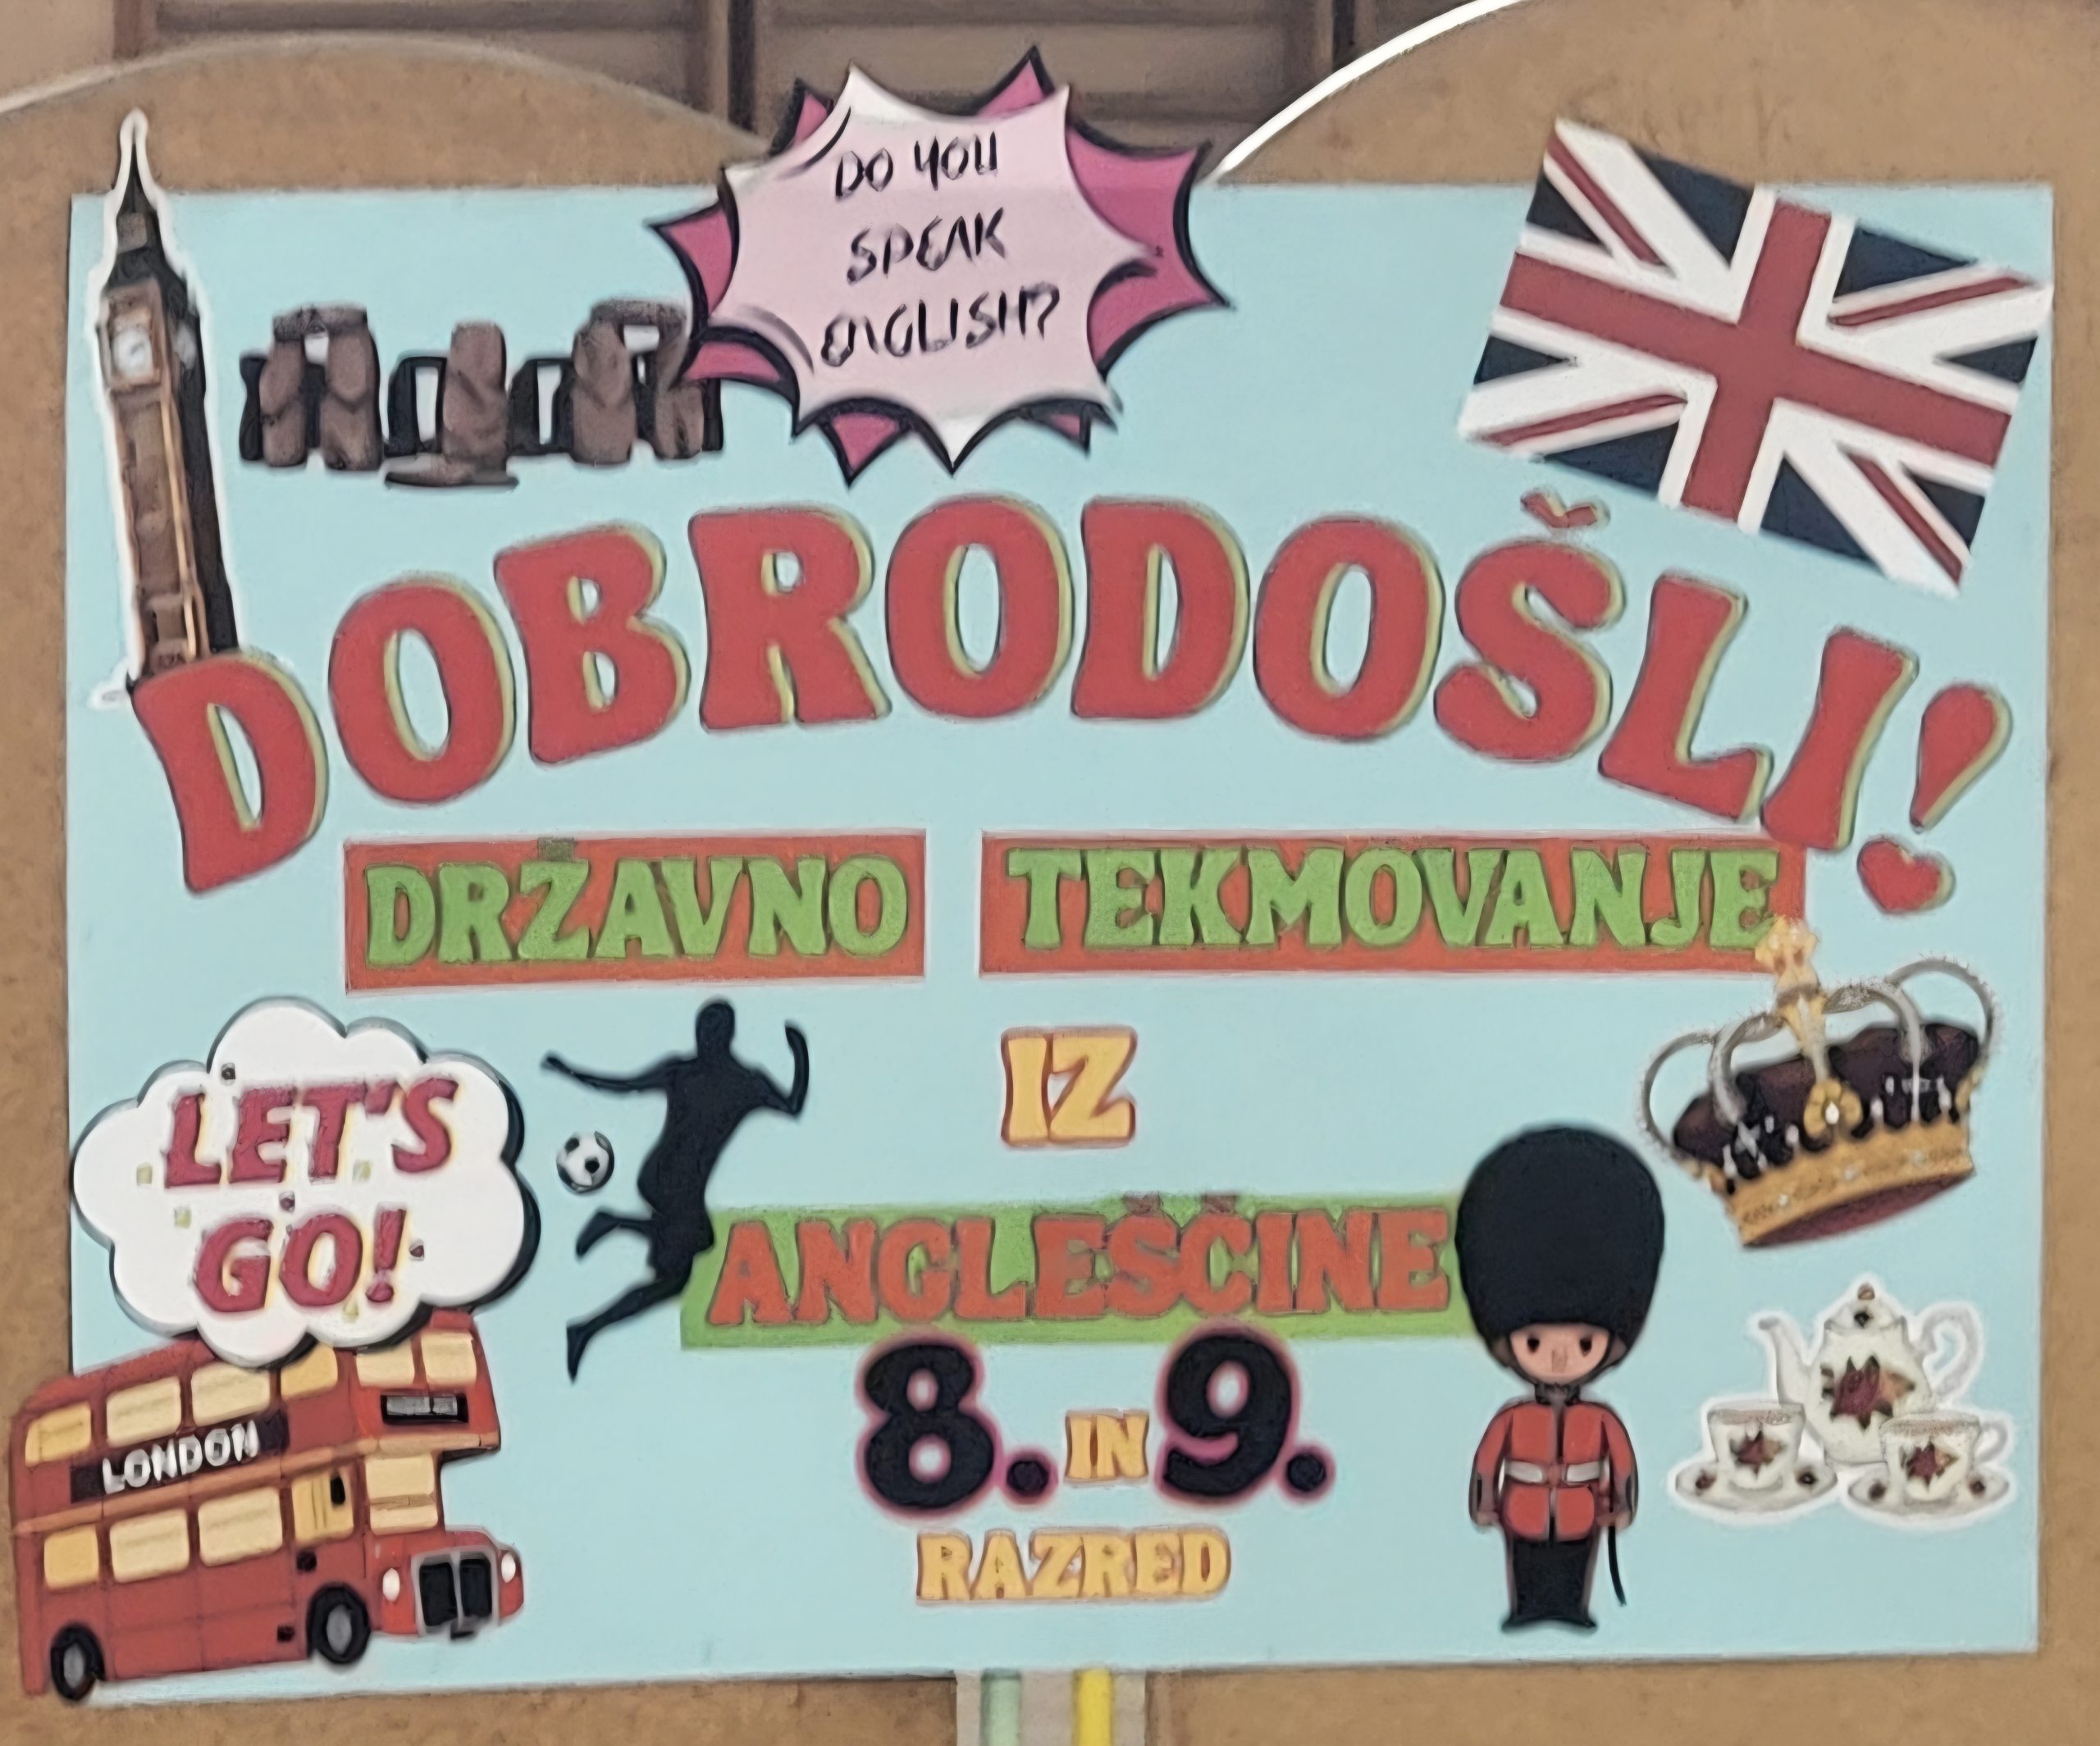 DO YOU
SPEAK
ENGLISH?
DOBRODOŠLI!
DRŽAVNO TEKMOVANJE
IZ
ANGLEŠČINE
8. IN 9.
RAZRED
LET'S
GO!
LONDON